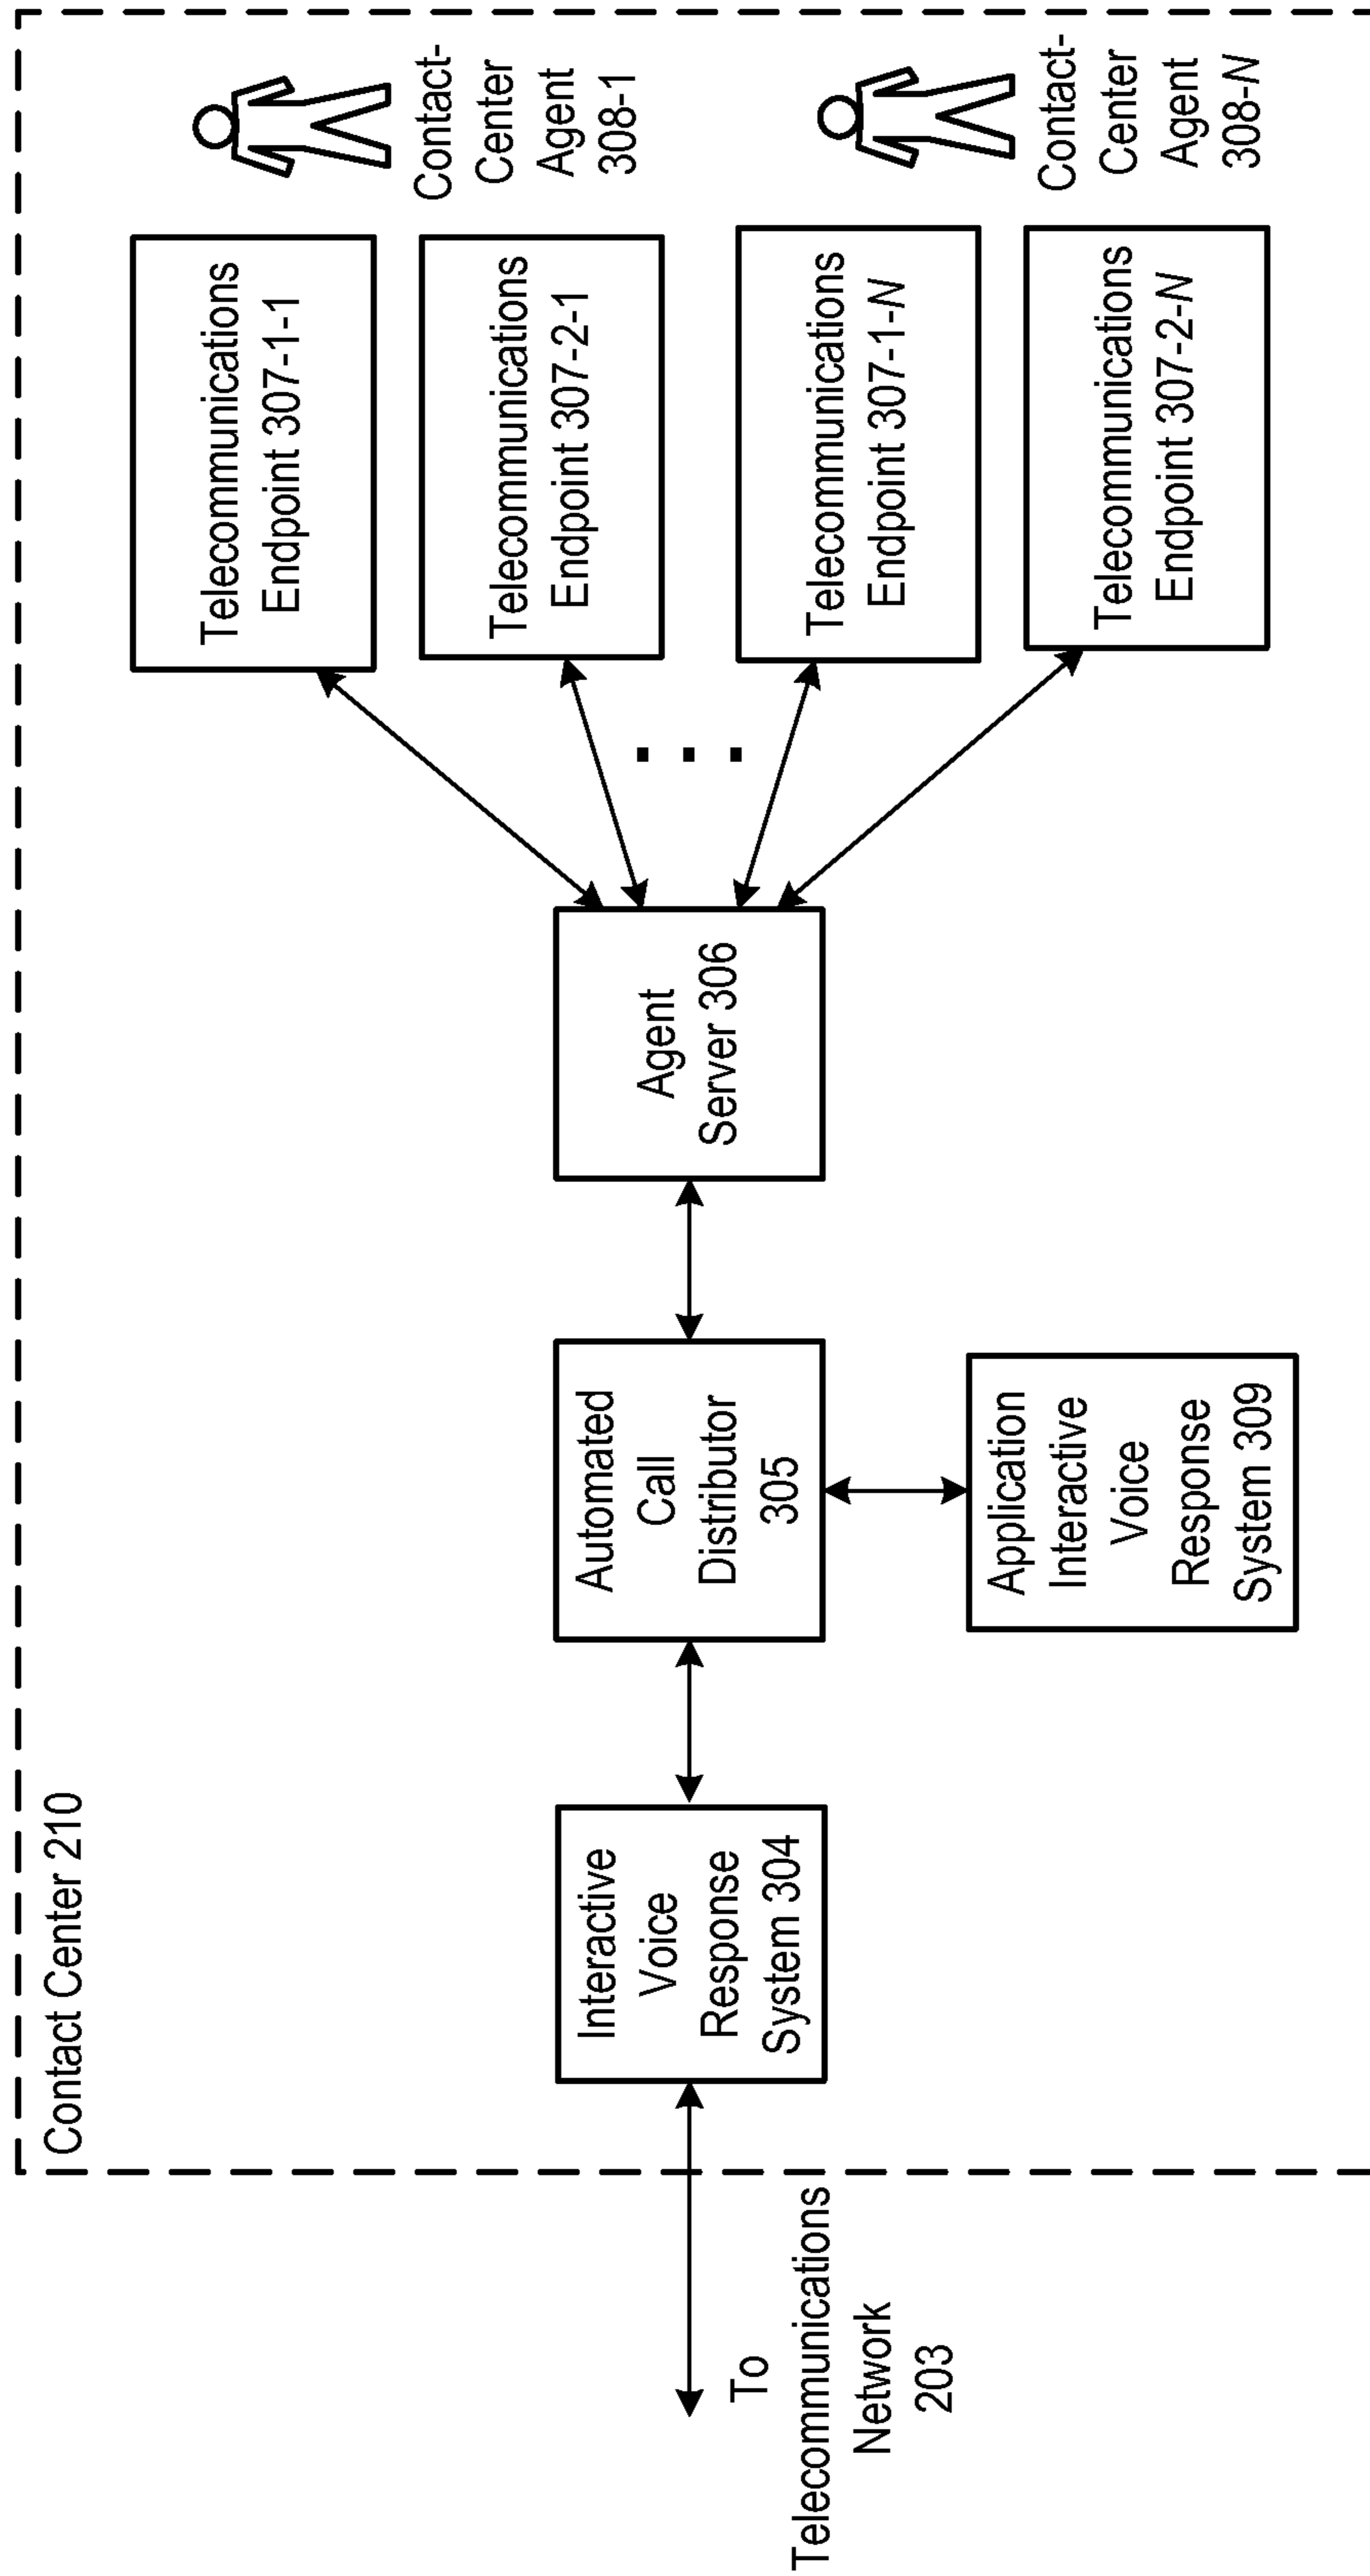 Contact Center 210
To
Telecommunications
Network
203
Interactive
Voice
Response
System 304
Automated
Call
Distributor
305
Application
Interactive
Voice
Response
System 309
Agent
Server 306
Telecommunications
Endpoint 307-1-1
Telecommunications
Endpoint 307-2-1
. . .
Telecommunications
Endpoint 307-1-N
Telecommunications
Endpoint 307-2-N
Contact-
Center
Agent
308-1
Contact-
Center
Agent
308-N